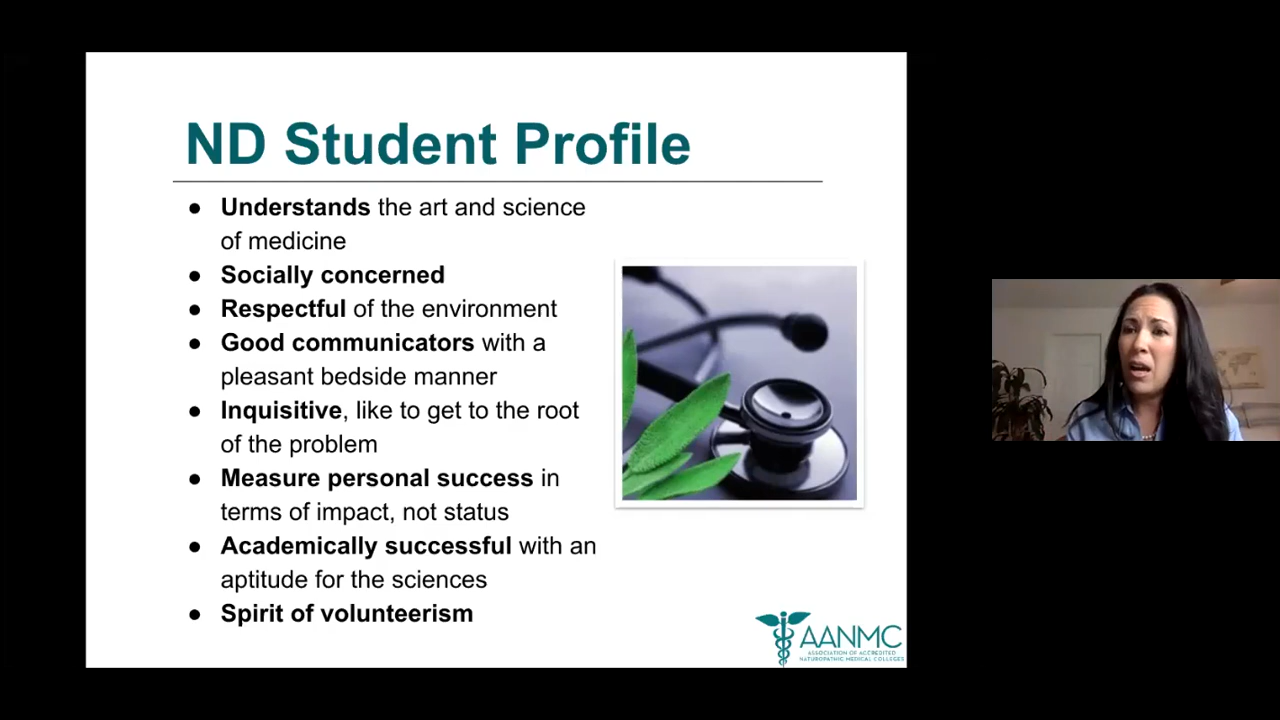 ND Student Profile
● Understands the art and science
of medicine
● Socially concerned
● Respectful of the environment
● Good communicators with a
pleasant bedside manner
● Inquisitive, like to get to the root
of the problem
● Measure personal success in
terms of impact, not status
● Academically successful with an
aptitude for the sciences
● Spirit of volunteerism
AANMC
ASSOCIATION OF ACCREDITED
NATUROPATHIC MEDICAL COLLEGES